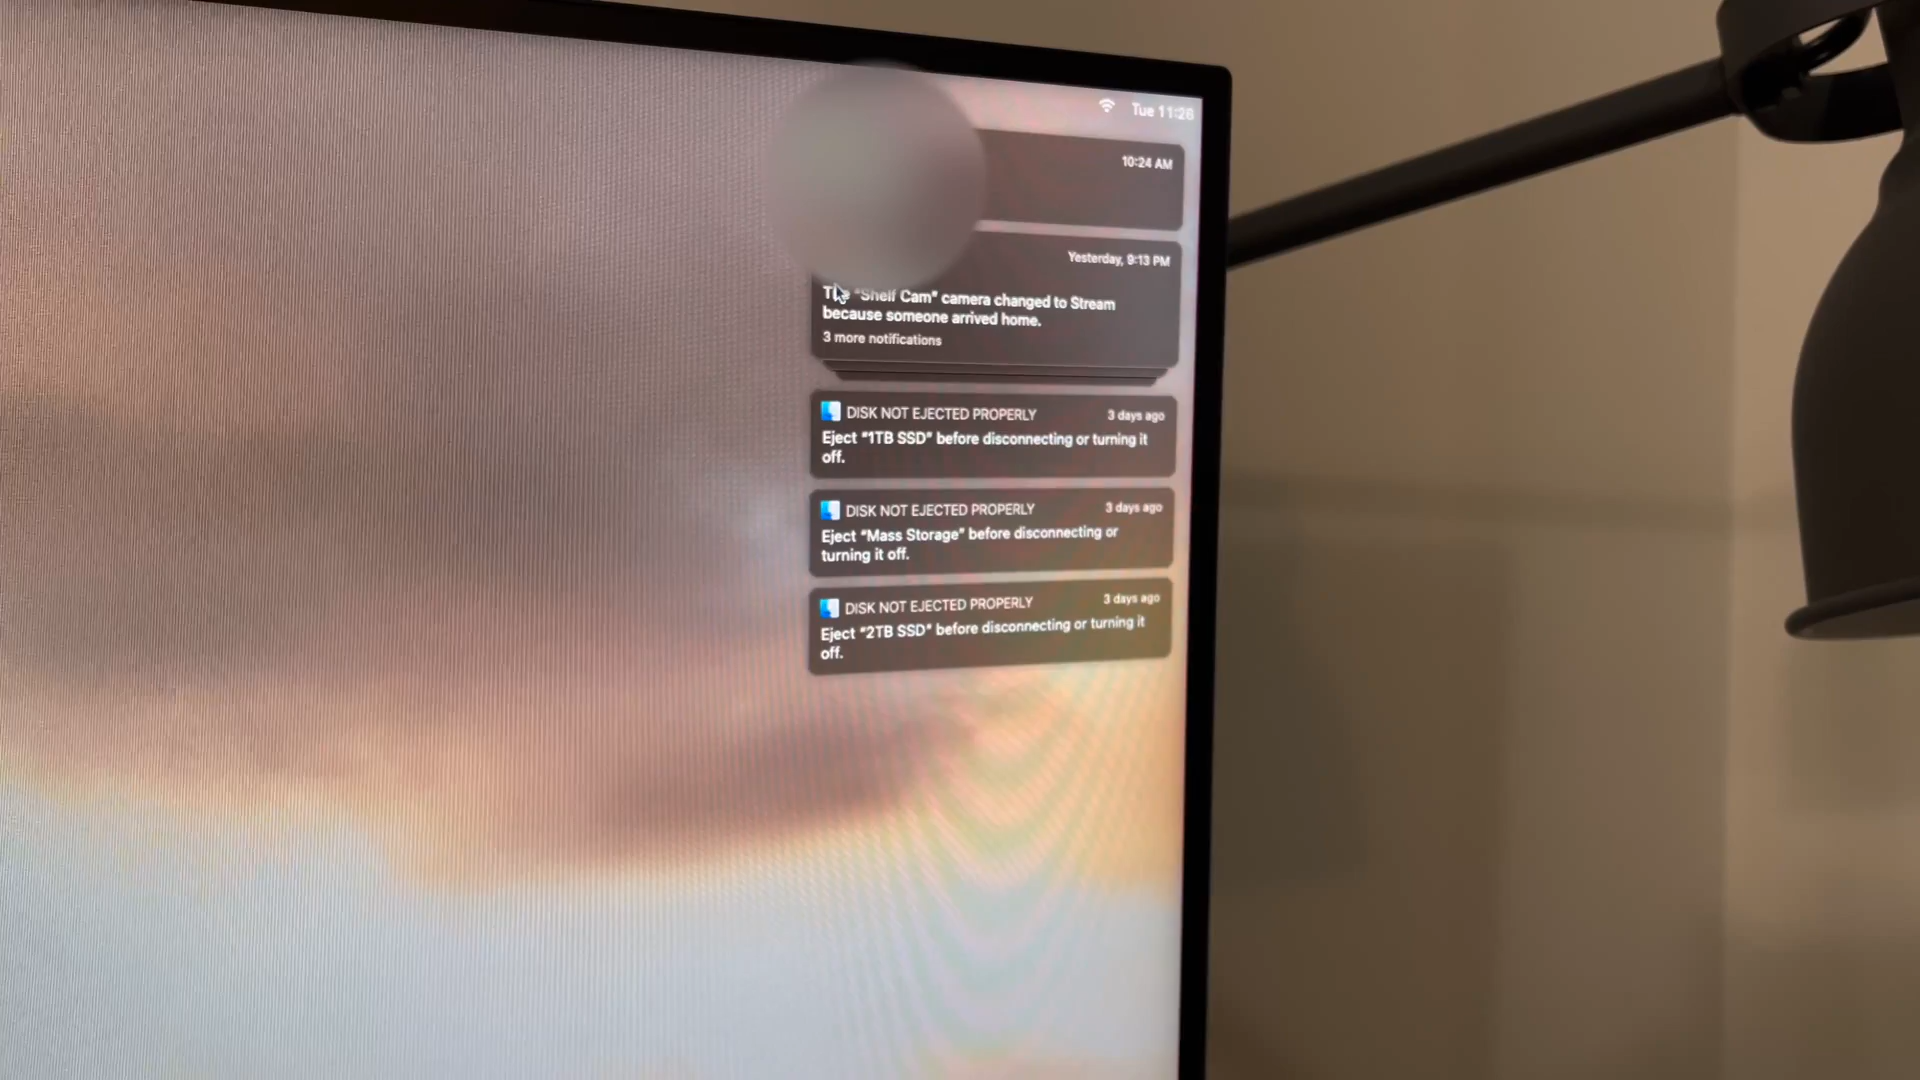 Tue 11:28
10:24 AM
Yesterday, 9:13 PM
"Shelf Cam" camera changed to Stream
because someone arrived home.
3 more notifications
DISK NOT EJECTED PROPERLY 3 days ago
Eject "1TB SSD" before disconnecting or turning it
off.
DISK NOT EJECTED PROPERLY 3 days ago
Eject "Mass Storage" before disconnecting or
turning it off.
DISK NOT EJECTED PROPERLY 3 days ago
Eject "2TB SSD" before disconnecting or turning it
off.